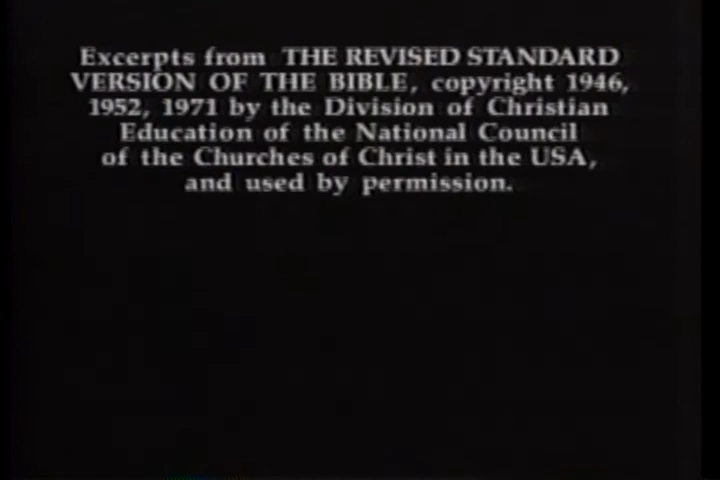 Excerpts from THE REVISED STANDARD
VERSION OF THE BIBLE, copyright 1946,
1952, 1971 by the Division of Christian
Education of the National Council
of the Churches of Christ in the USA,
and used by permission.